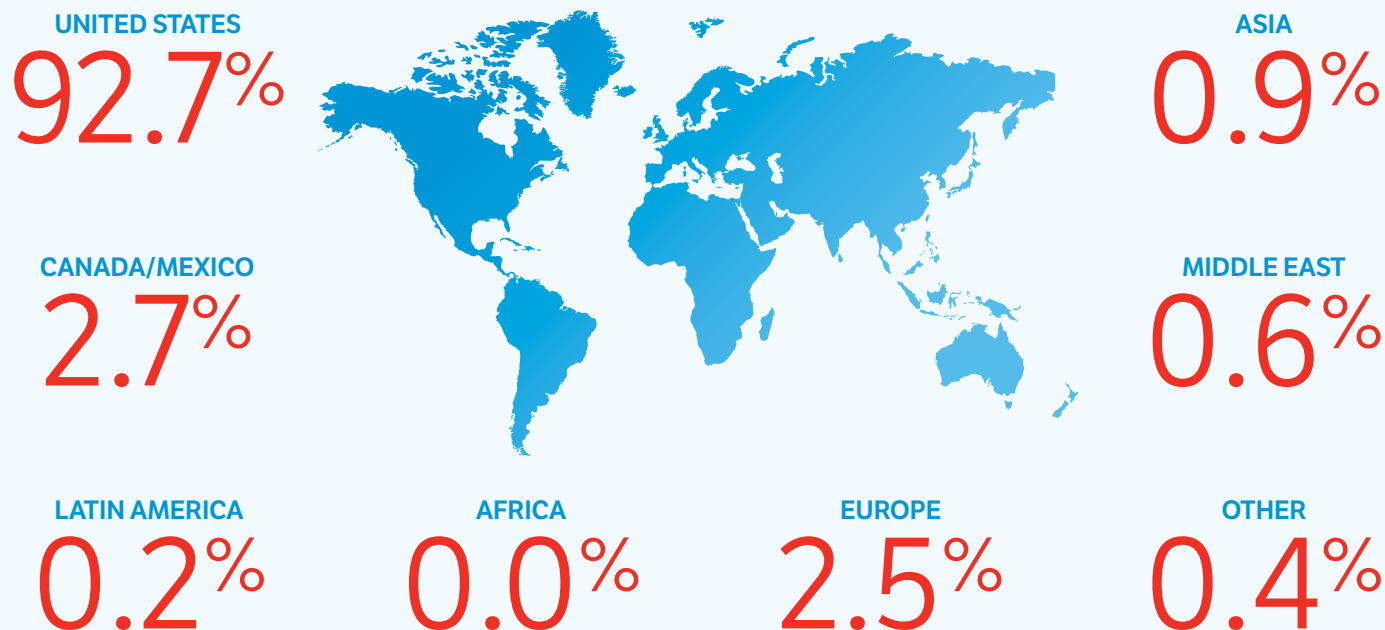 UNITED STATES
92.7%
ASIA
0.9%
CANADA/MEXICO
2.7%
MIDDLE EAST
0.6%
LATIN AMERICA
0.2%
AFRICA
0.0%
EUROPE
2.5%
OTHER
0.4%